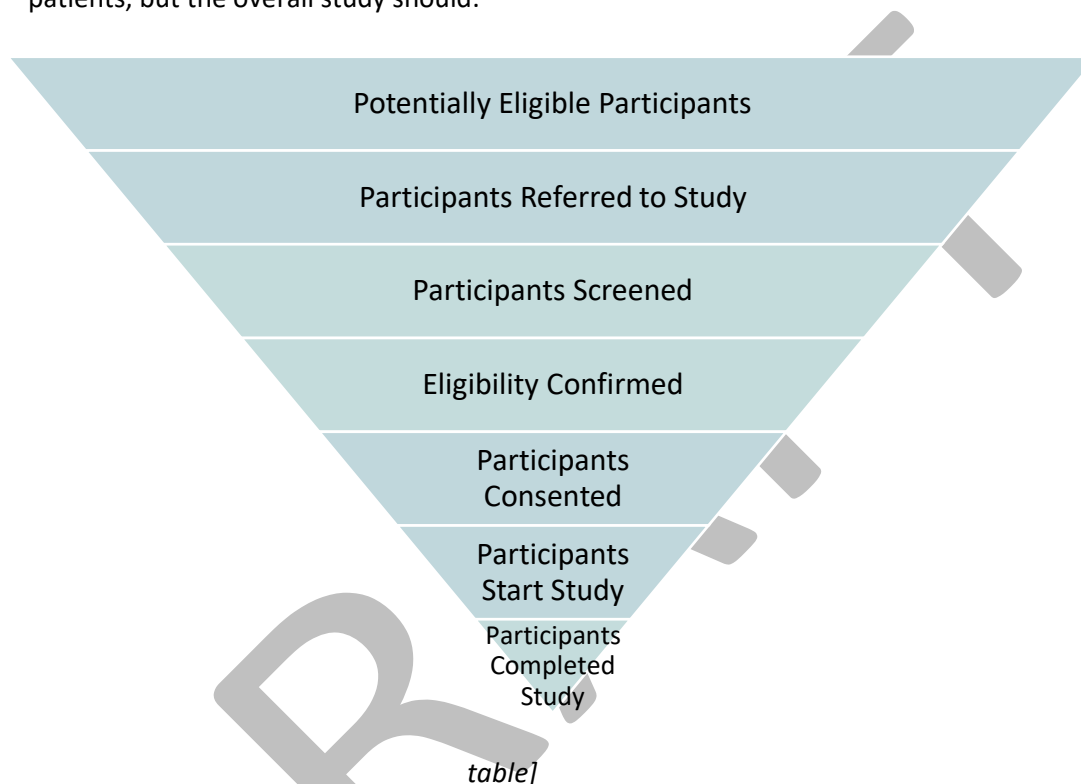 patients, but the overall study should.
Potentially Eligible Participants
Participants Referred to Study
Participants Screened
Eligibility Confirmed
Participants
Consented
Participants
Start Study
Participants
Completed
Study
R
table]